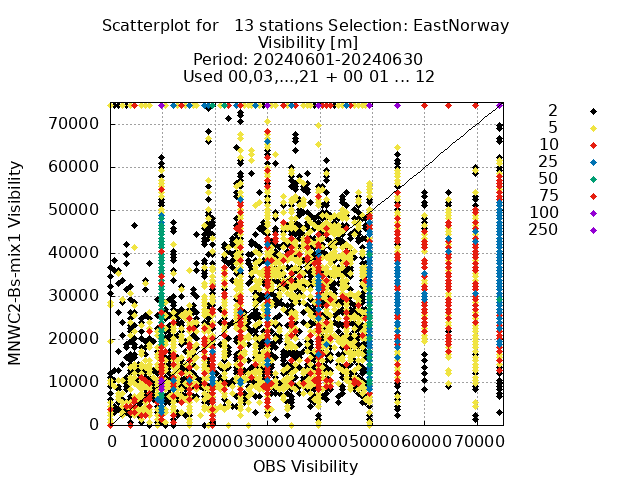 Scatterplot for   13 stations Selection: EastNorway
Visibility [m]
Period: 20240601-20240630
Used 00,03,...,21 + 00 01 ... 12
MNWC2-Bs-mix1 Visibility
70000
60000
50000
40000
30000
20000
10000
0
0 10000 20000 30000 40000 50000 60000 70000
OBS Visibility
2
5
10
25
50
75
100
250